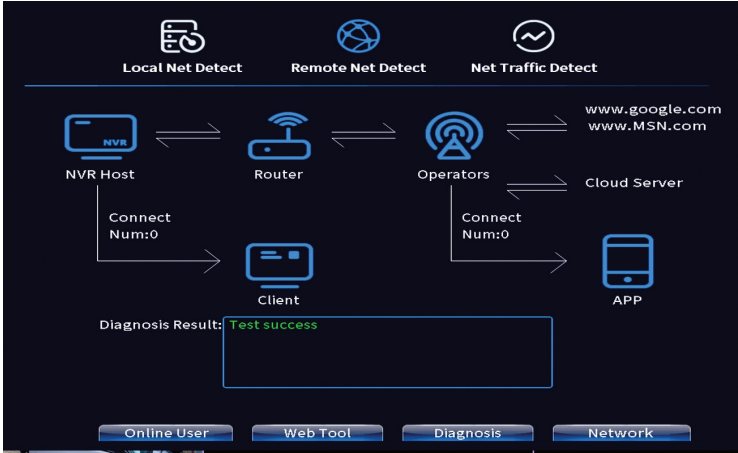 Local Net Detect Remote Net Detect Net Traffic Detect
www.google.com
www.MSN.com
NVR
NVR Host Router Operators
Cloud Server
Connect
Num:0
Connect
Num:0
Client APP
Diagnosis Result: Test success
Online User Web Tool Diagnosis Network